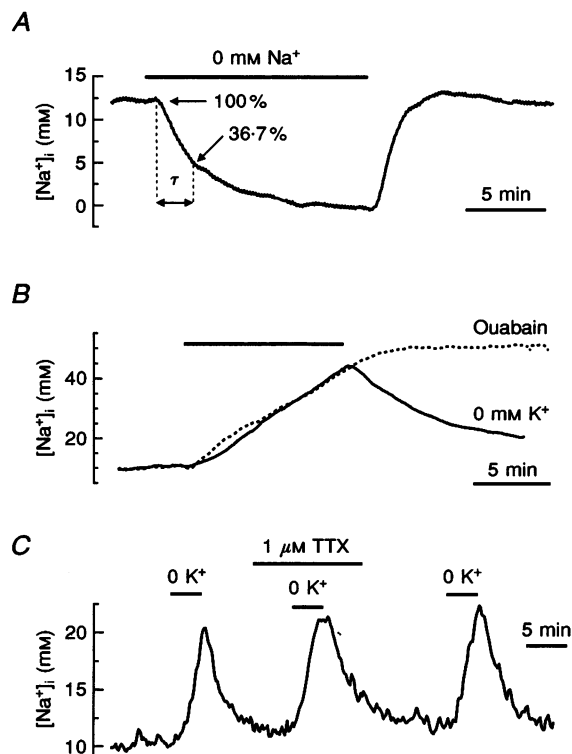 A
0 mM Na⁺
15
100%
10
36·7%
[Na⁺]ᵢ (mM)
5
τ
0
5 min
B
Ouabain
40
[Na⁺]ᵢ (mM)
0 mM K⁺
20
5 min
C
1 μM TTX
0 K⁺
0 K⁺
0 K⁺
20
5 min
[Na⁺]ᵢ (mM)
15
10